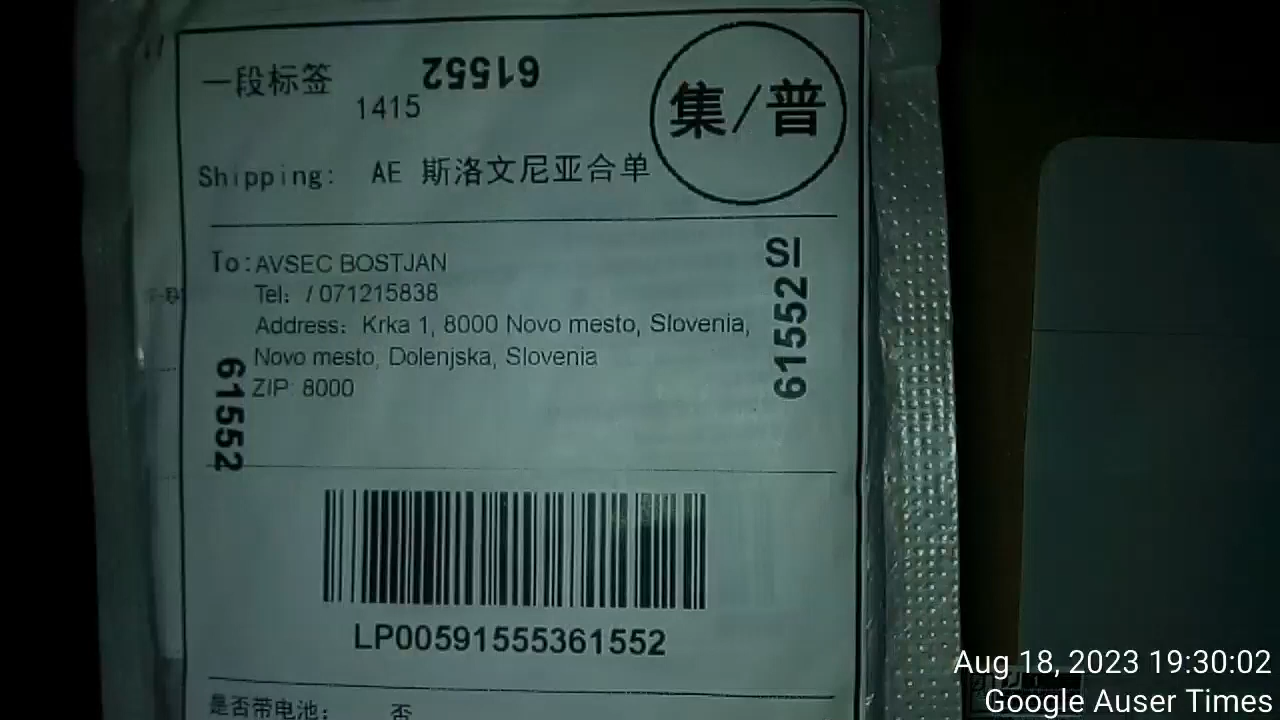 一段标签
61552
1415
集/普
Shipping: AE 斯洛文尼亚合单
To:AVSEC BOSTJAN
SI
Tel: / 071215838
61552
Address: Krka 1, 8000 Novo mesto, Slovenia,
Novo mesto, Dolenjska, Slovenia
ZIP: 8000
61552
LP00591555361552
是否带电池: 否
Aug 18, 2023 19:30:02
Google Auser Times